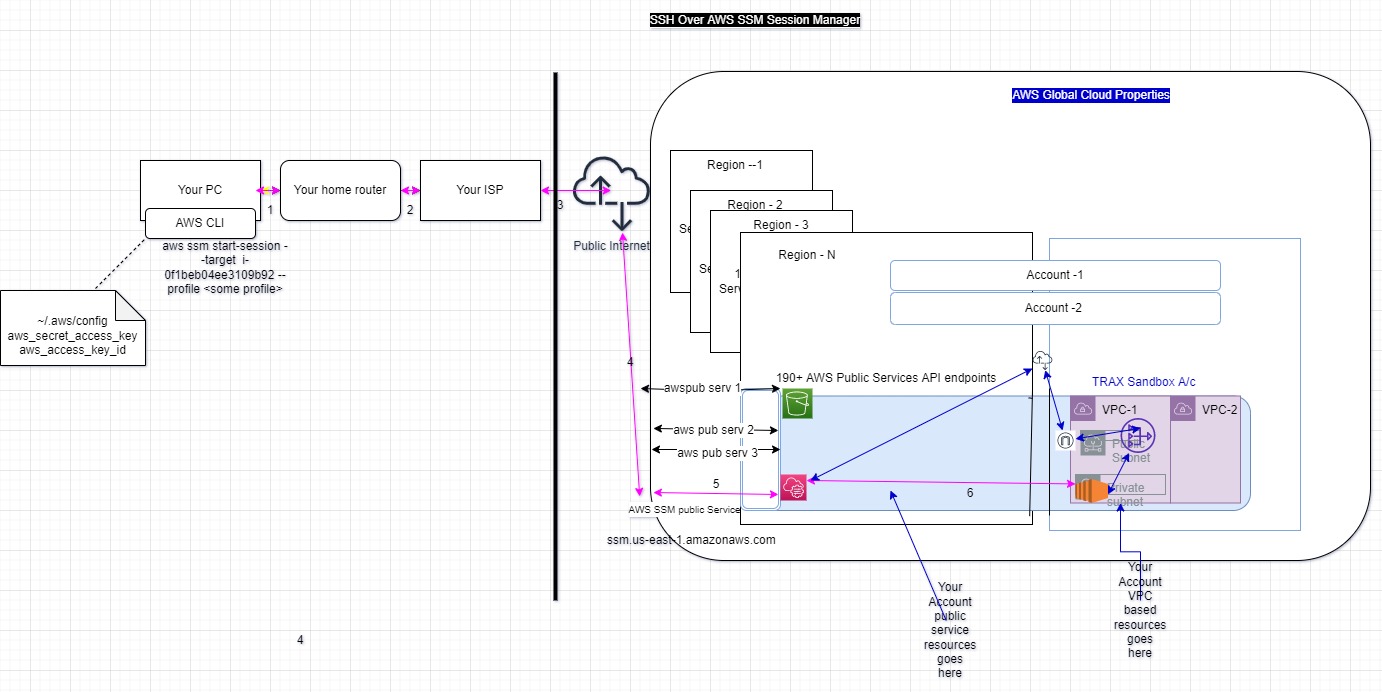 SSH Over AWS SSM Session Manager
AWS Global Cloud Properties
Region --1
Region - 2
Region - 3
Region - N
Se
Se
1
Serv
Your PC
AWS CLI
1
Your home router
2
Your ISP
3
Public Internet
aws ssm start-session -
-target i-
0f1beb04ee3109b92 --
profile <some profile>
~/.aws/config
aws_secret_access_key
aws_access_key_id
Account -1
Account -2
4
190+ AWS Public Services API endpoints
awspub serv 1
aws pub serv 2
aws pub serv 3
5
AWS SSM public Service
ssm.us-east-1.amazonaws.com
6
TRAX Sandbox A/c
VPC-1
VPC-2
Public
Subnet
Private
subnet
Your
Account
public
service
resources
goes
here
Your
Account
VPC
based
resources
goes
here
4